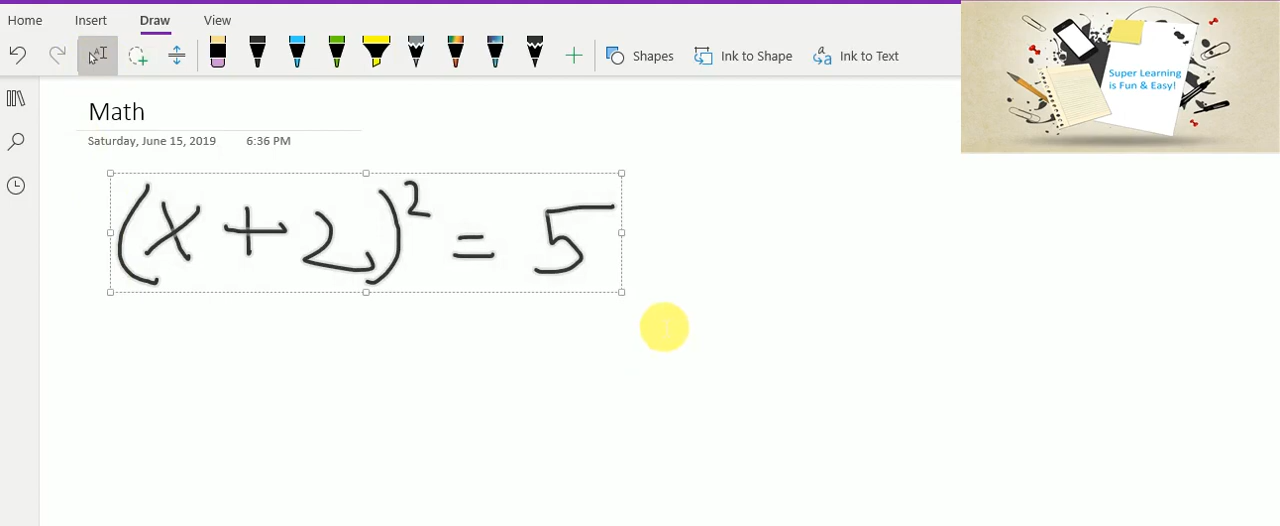 Home Insert Draw View
Shapes Ink to Shape Ink to Text
Super Learning
is Fun & Easy!
Math
Saturday, June 15, 2019 6:36 PM
(x + 2)² = 5